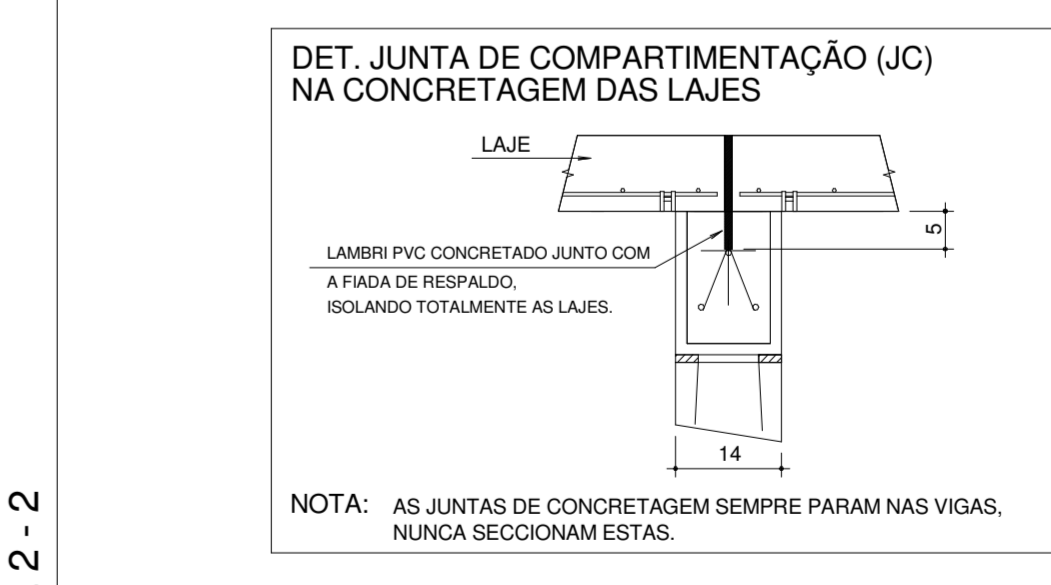 DET. JUNTA DE COMPARTIMENTAÇÃO (JC)
NA CONCRETAGEM DAS LAJES
LAJE
5
LAMBRI PVC CONCRETADO JUNTO COM
A FIADA DE RESPALDO,
ISOLANDO TOTALMENTE AS LAJES.
14
NOTA: AS JUNTAS DE CONCRETAGEM SEMPRE PARAM NAS VIGAS,
NUNCA SECCIONAM ESTAS.
2 - 2